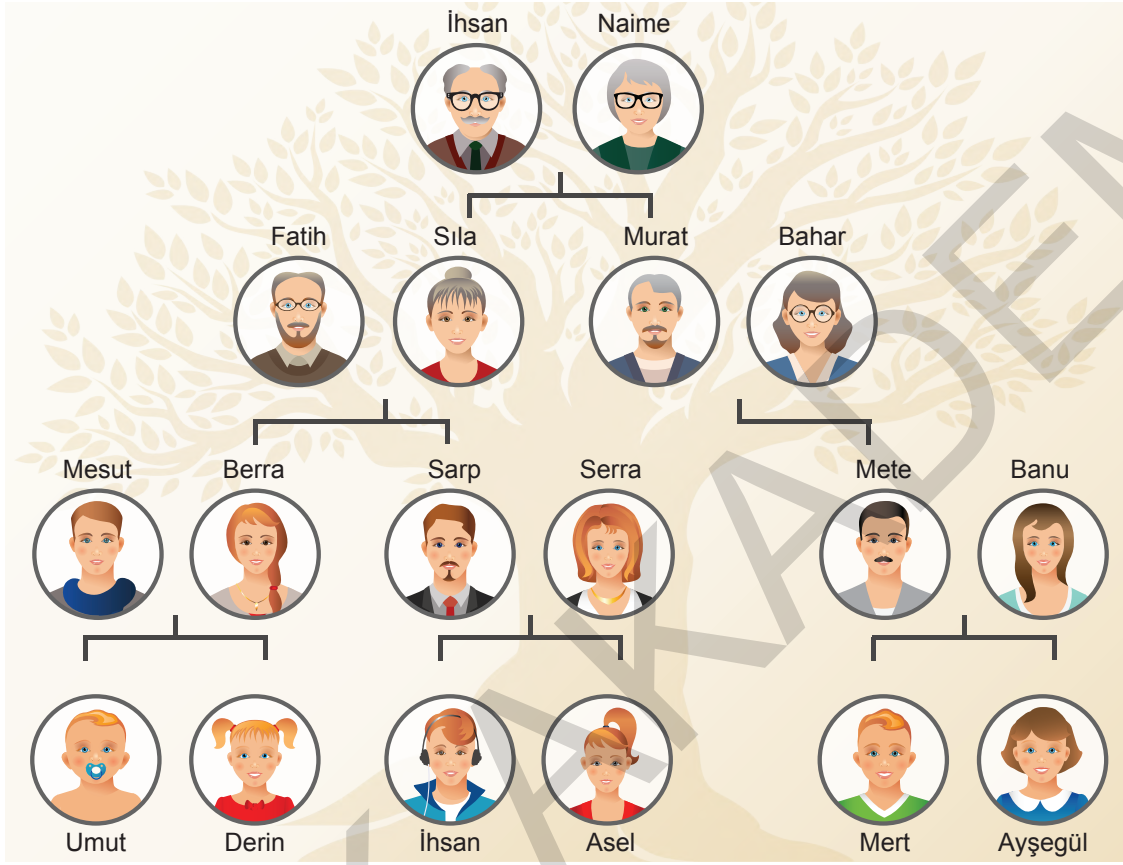 İhsan Naime
Fatih Sıla Murat Bahar
Mesut Berra Sarp Serra Mete Banu
Umut Derin İhsan Asel Mert Ayşegül